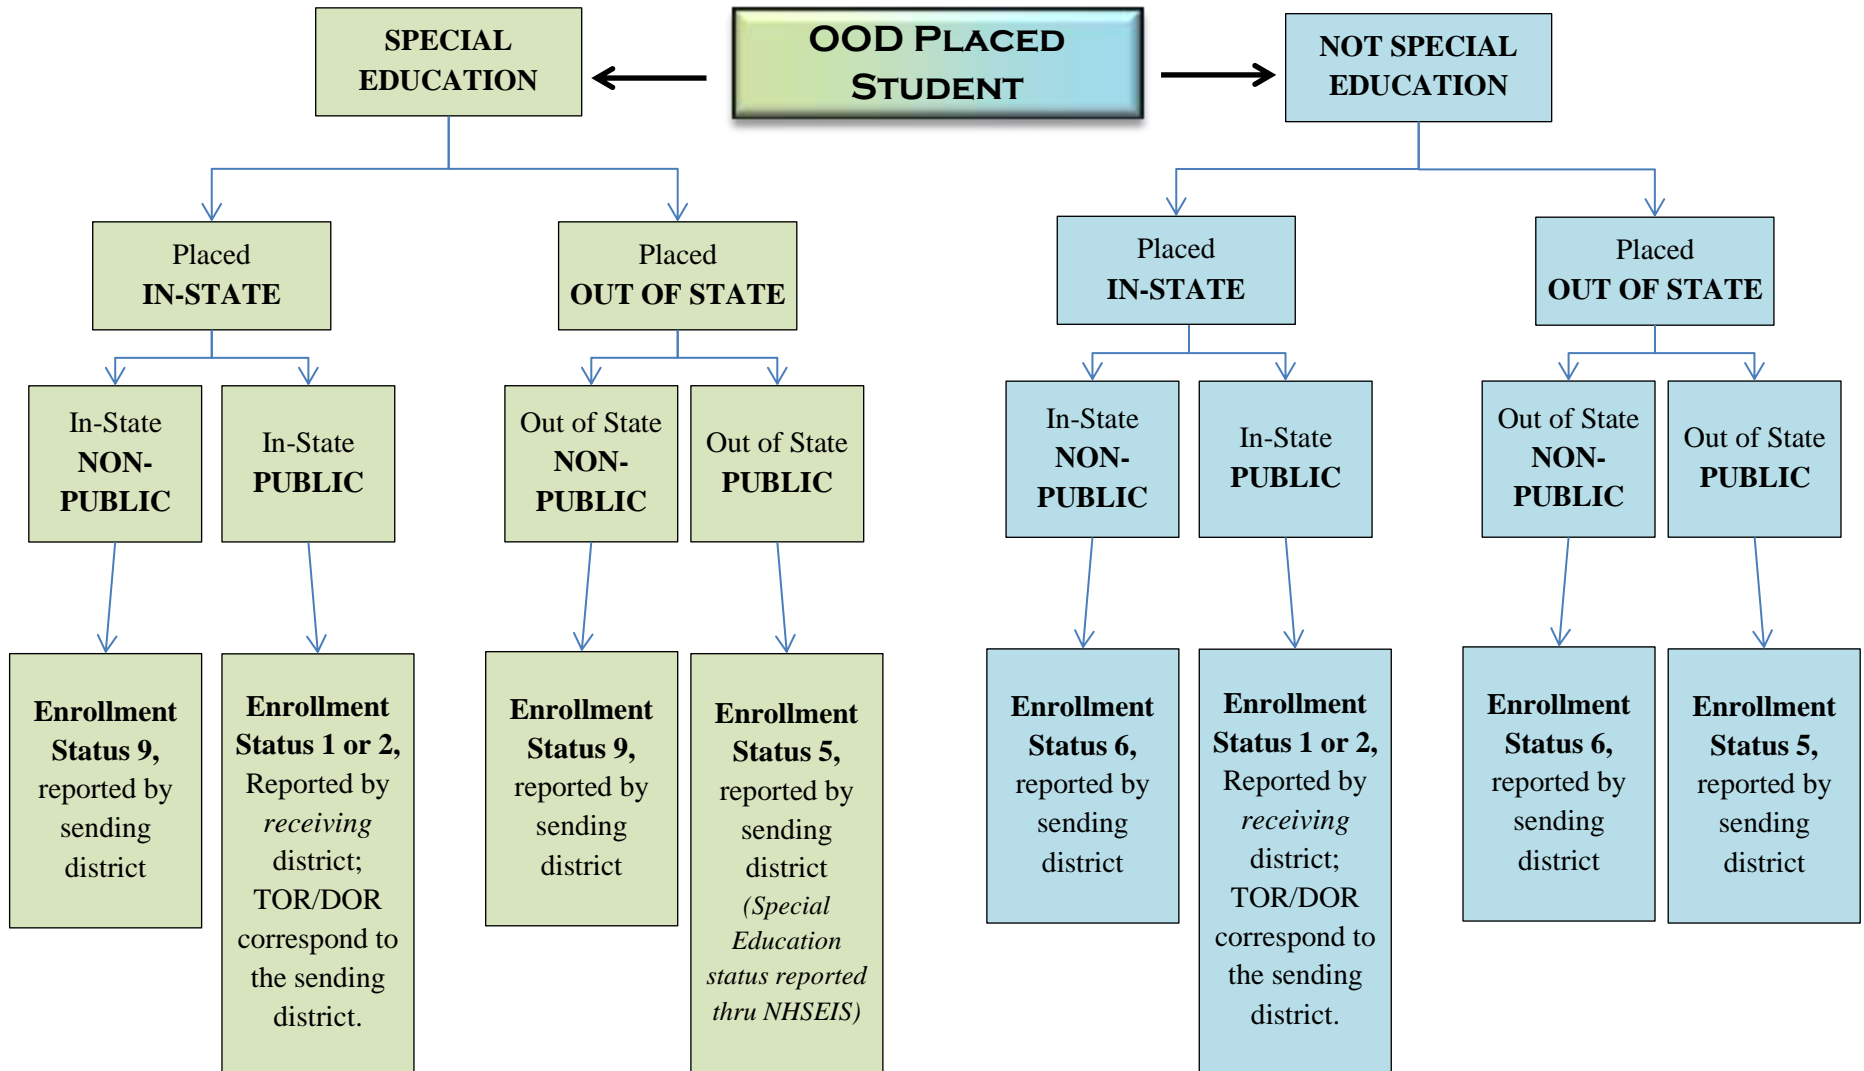 OOD PLACED
STUDENT
SPECIAL
EDUCATION
NOT SPECIAL
EDUCATION
Placed
IN-STATE
Placed
OUT OF STATE
Placed
IN-STATE
Placed
OUT OF STATE
In-State
NON-
PUBLIC
In-State
PUBLIC
Out of State
NON-
PUBLIC
Out of State
PUBLIC
In-State
NON-
PUBLIC
In-State
PUBLIC
Out of State
NON-
PUBLIC
Out of State
PUBLIC
Enrollment
Status 9,
reported by
sending
district
Enrollment
Status 1 or 2,
Reported by
receiving
district;
TOR/DOR
correspond to
the sending
district.
Enrollment
Status 9,
reported by
sending
district
Enrollment
Status 5,
reported by
sending
district
(Special
Education
status reported
thru NHSEIS)
Enrollment
Status 6,
reported by
sending
district
Enrollment
Status 1 or 2,
Reported by
receiving
district;
TOR/DOR
correspond to
the sending
district.
Enrollment
Status 6,
reported by
sending
district
Enrollment
Status 5,
reported by
sending
district